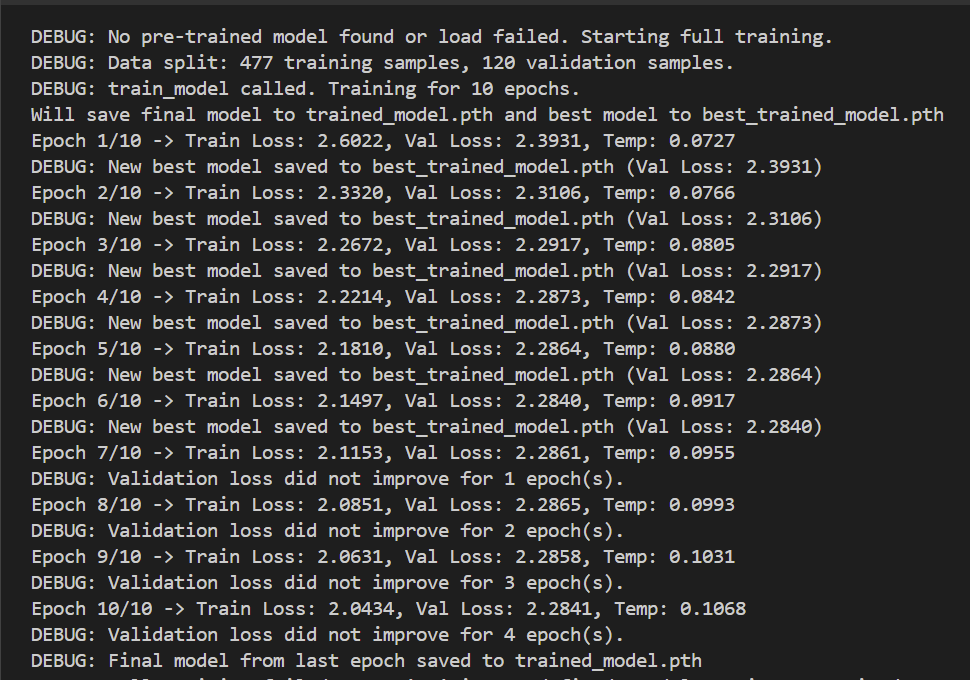 DEBUG: No pre-trained model found or load failed. Starting full training.
DEBUG: Data split: 477 training samples, 120 validation samples.
DEBUG: train_model called. Training for 10 epochs.
Will save final model to trained_model.pth and best model to best_trained_model.pth
Epoch 1/10 -> Train Loss: 2.6022, Val Loss: 2.3931, Temp: 0.0727
DEBUG: New best model saved to best_trained_model.pth (Val Loss: 2.3931)
Epoch 2/10 -> Train Loss: 2.3320, Val Loss: 2.3106, Temp: 0.0766
DEBUG: New best model saved to best_trained_model.pth (Val Loss: 2.3106)
Epoch 3/10 -> Train Loss: 2.2672, Val Loss: 2.2917, Temp: 0.0805
DEBUG: New best model saved to best_trained_model.pth (Val Loss: 2.2917)
Epoch 4/10 -> Train Loss: 2.2214, Val Loss: 2.2873, Temp: 0.0842
DEBUG: New best model saved to best_trained_model.pth (Val Loss: 2.2873)
Epoch 5/10 -> Train Loss: 2.1810, Val Loss: 2.2864, Temp: 0.0880
DEBUG: New best model saved to best_trained_model.pth (Val Loss: 2.2864)
Epoch 6/10 -> Train Loss: 2.1497, Val Loss: 2.2840, Temp: 0.0917
DEBUG: New best model saved to best_trained_model.pth (Val Loss: 2.2840)
Epoch 7/10 -> Train Loss: 2.1153, Val Loss: 2.2861, Temp: 0.0955
DEBUG: Validation loss did not improve for 1 epoch(s).
Epoch 8/10 -> Train Loss: 2.0851, Val Loss: 2.2865, Temp: 0.0993
DEBUG: Validation loss did not improve for 2 epoch(s).
Epoch 9/10 -> Train Loss: 2.0631, Val Loss: 2.2858, Temp: 0.1031
DEBUG: Validation loss did not improve for 3 epoch(s).
Epoch 10/10 -> Train Loss: 2.0434, Val Loss: 2.2841, Temp: 0.1068
DEBUG: Validation loss did not improve for 4 epoch(s).
DEBUG: Final model from last epoch saved to trained_model.pth